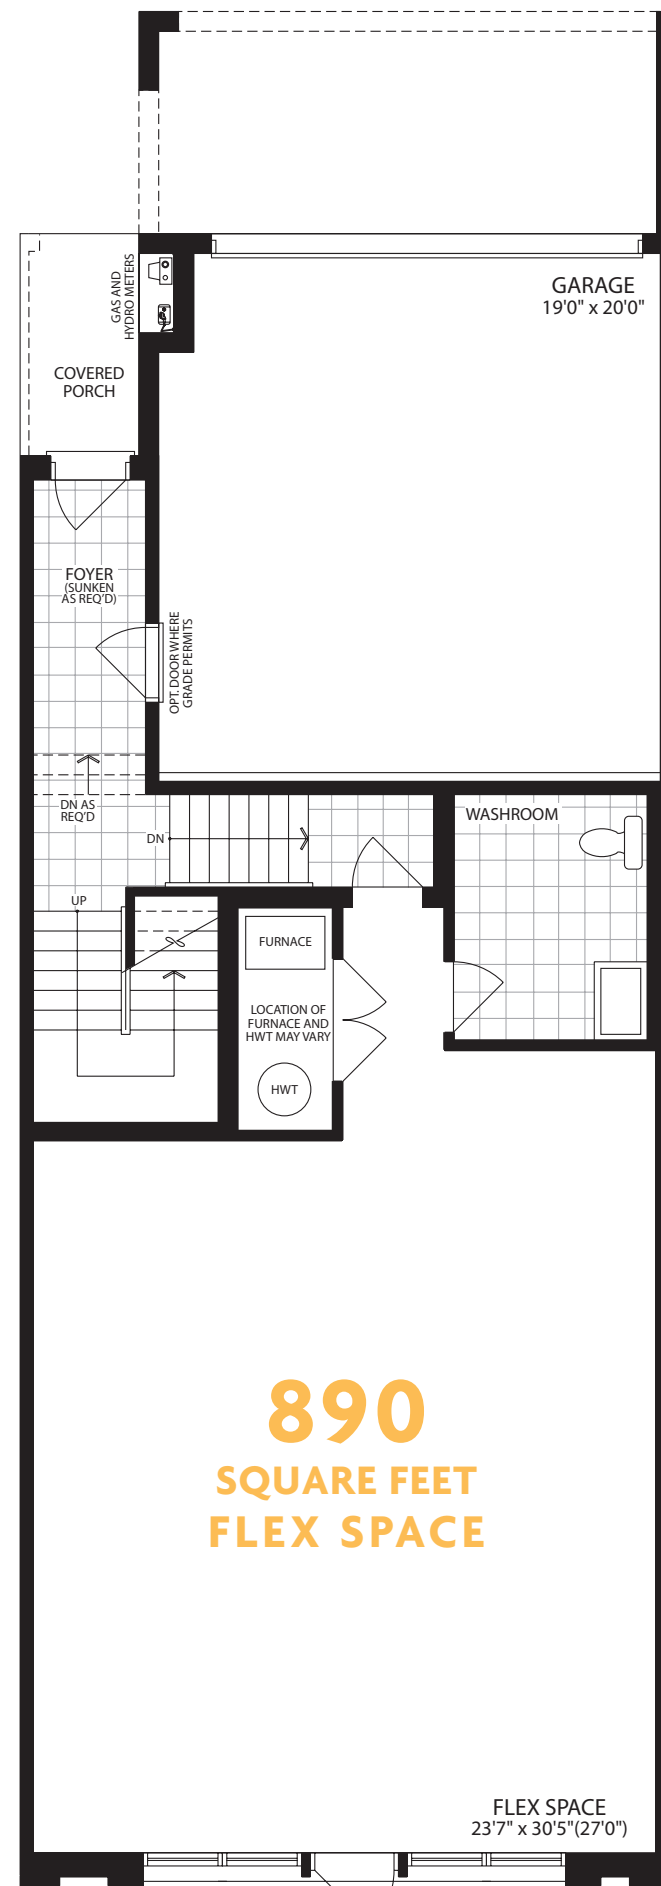 GARAGE
19'0" x 20'0"
GAS AND
HYDRO METERS
COVERED
PORCH
FOYER
(SUNKEN
AS REQ'D)
OPT. DOOR WHERE
GRADE PERMITS
DN AS
REQ'D
DN
WASHROOM
UP
FURNACE
LOCATION OF
FURNACE AND
HWT MAY VARY
HWT
890
SQUARE FEET
FLEX SPACE
FLEX SPACE
23'7" x 30'5"(27'0")